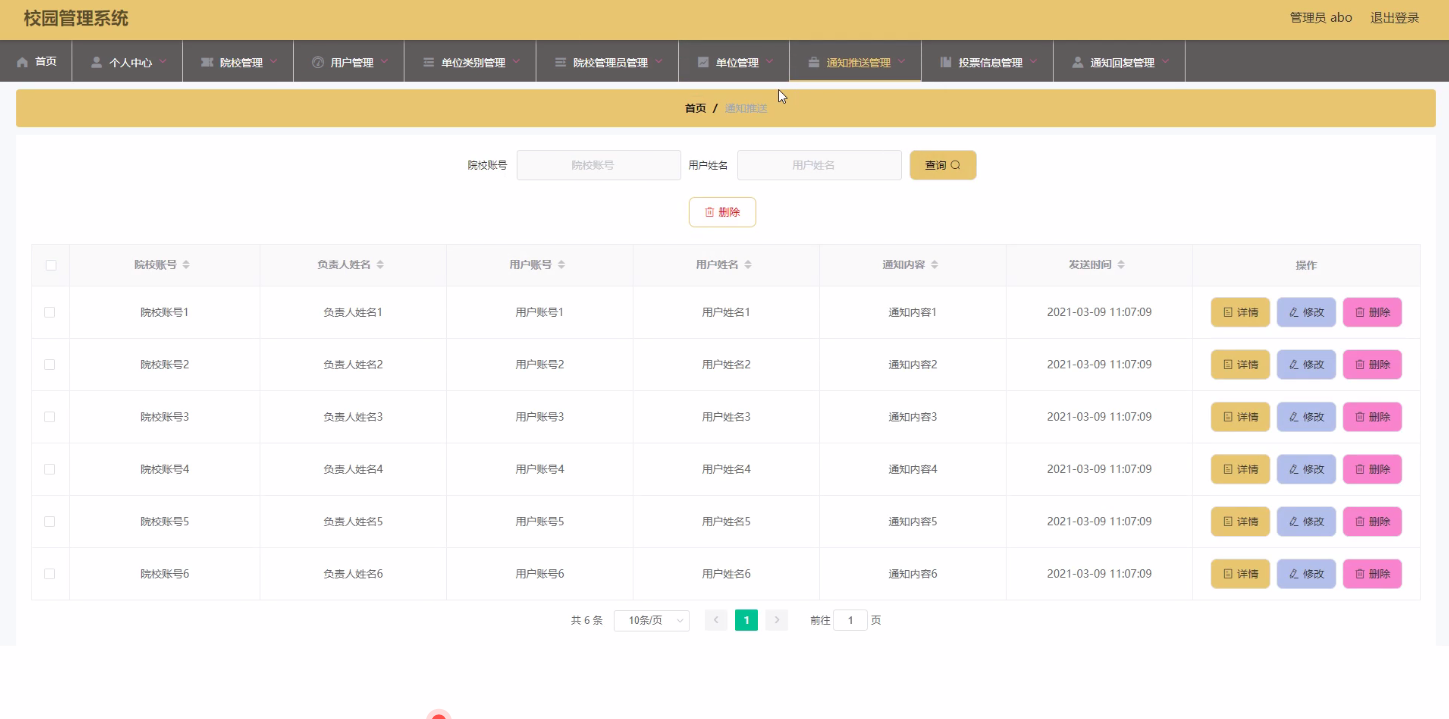 校园管理系统 管理员 abo 退出登录
首页 个人中心 院校管理 用户管理 单位类别管理 院校管理员管理 单位管理 通知推送管理 投票信息管理 通知回复管理
首页 / 通知推送
院校账号 院校账号 用户姓名 用户姓名 查询
删除
院校账号 负责人姓名 用户账号 用户姓名 通知内容 发送时间 操作
院校账号1 负责人姓名1 用户账号1 用户姓名1 通知内容1 2021-03-09 11:07:09 详情 修改 删除
院校账号2 负责人姓名2 用户账号2 用户姓名2 通知内容2 2021-03-09 11:07:09 详情 修改 删除
院校账号3 负责人姓名3 用户账号3 用户姓名3 通知内容3 2021-03-09 11:07:09 详情 修改 删除
院校账号4 负责人姓名4 用户账号4 用户姓名4 通知内容4 2021-03-09 11:07:09 详情 修改 删除
院校账号5 负责人姓名5 用户账号5 用户姓名5 通知内容5 2021-03-09 11:07:09 详情 修改 删除
院校账号6 负责人姓名6 用户账号6 用户姓名6 通知内容6 2021-03-09 11:07:09 详情 修改 删除
共 6 条 10条/页 1 前往 1 页